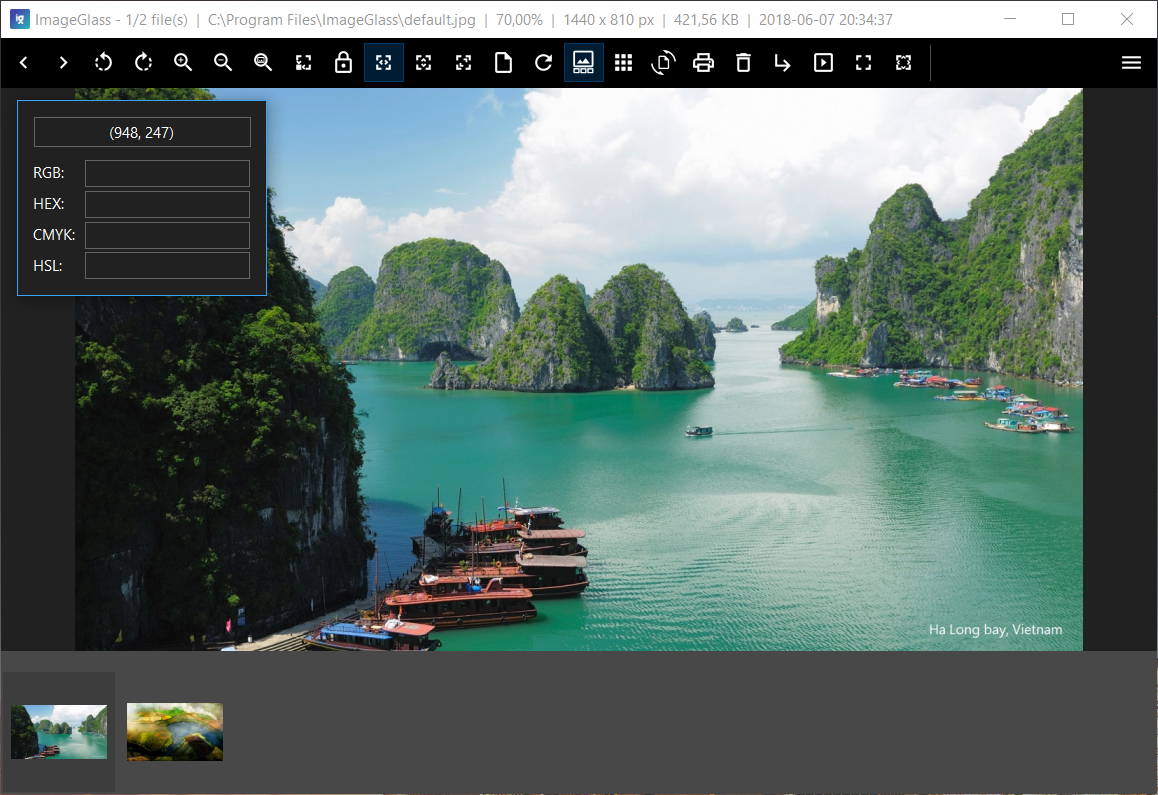 ImageGlass - 1/2 file(s) | C:\Program Files\ImageGlass\default.jpg | 70,00% | 1440 x 810 px | 421,56 KB | 2018-06-07 20:34:37
(948, 247)
RGB:
HEX:
CMYK:
HSL:
Ha Long bay, Vietnam